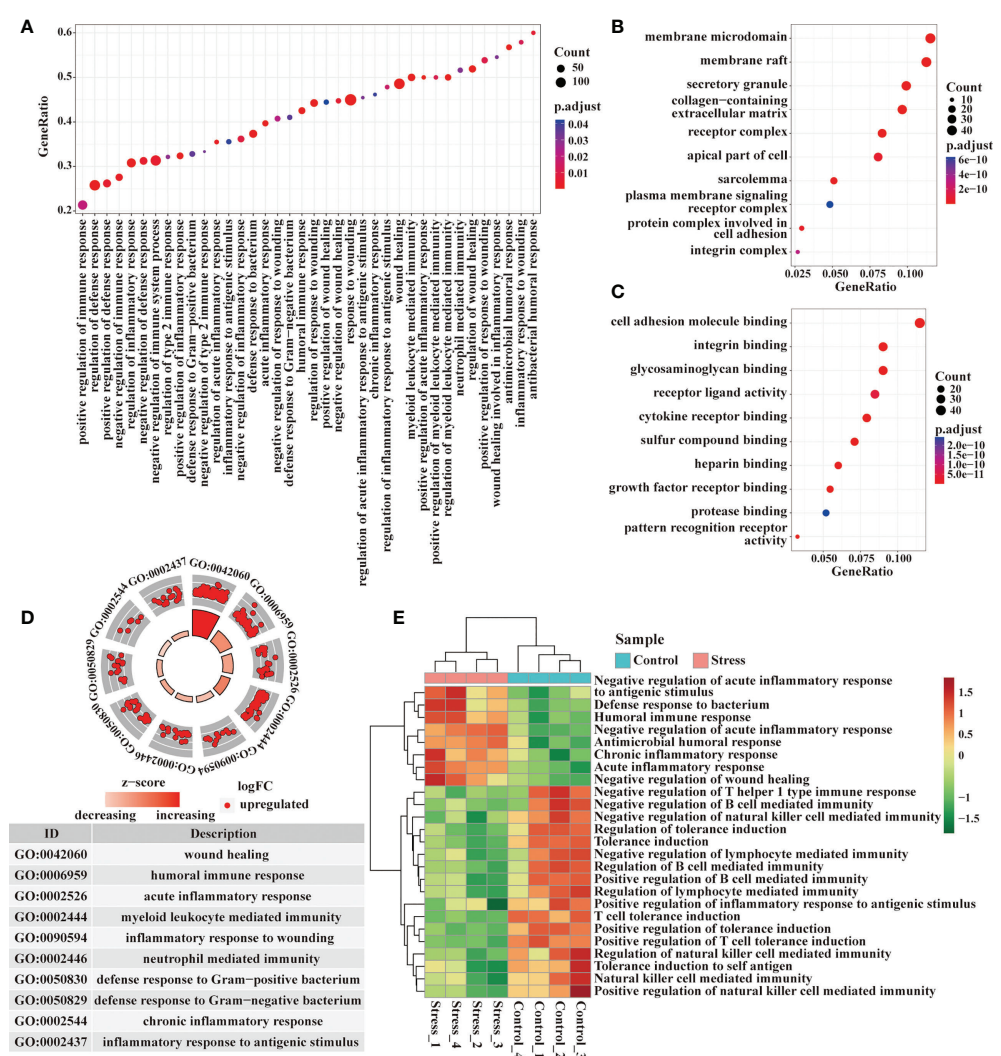 A
GeneRatio
0.6
0.5
0.4
0.3
0.2
Count
50
100
p.adjust
0.04
0.03
0.02
0.01
positive regulation of immune response
regulation of defense response
positive regulation of defense response
negative regulation of immune response
regulation of inflammatory response
negative regulation of defense response
negative regulation of immune system process
regulation of type 2 immune response
positive regulation of inflammatory response
defense response to Gram−positive bacterium
negative regulation of type 2 immune response
regulation of acute inflammatory response
inflammatory response to antigenic stimulus
negative regulation of inflammatory response
defense response to bacterium
acute inflammatory response
negative regulation of response to wounding
defense response to Gram−negative bacterium
humoral immune response
regulation of response to wounding
positive regulation of wound healing
negative regulation of wound healing
response to wounding
regulation of acute inflammatory response to antigenic stimulus
chronic inflammatory response
regulation of inflammatory response to antigenic stimulus
wound healing
myeloid leukocyte mediated immunity
positive regulation of acute inflammatory response
positive regulation of myeloid leukocyte mediated immunity
regulation of myeloid leukocyte mediated immunity
neutrophil mediated immunity
regulation of wound healing
positive regulation of response to wounding
wound healing involved in inflammatory response
antimicrobial humoral response
inflammatory response to wounding
antibacterial humoral response
B
membrane microdomain
membrane raft
secretory granule
collagen−containing
extracellular matrix
receptor complex
apical part of cell
sarcolemma
plasma membrane signaling
receptor complex
protein complex involved in
cell adhesion
integrin complex
0.025 0.050 0.075 0.100
GeneRatio
Count
10
20
30
40
p.adjust
6e−10
4e−10
2e−10
C
cell adhesion molecule binding
integrin binding
glycosaminoglycan binding
receptor ligand activity
cytokine receptor binding
sulfur compound binding
heparin binding
growth factor receptor binding
protease binding
pattern recognition receptor
activity
0.050 0.075 0.100
GeneRatio
Count
20
30
40
p.adjust
2.0e−10
1.5e−10
1.0e−10
5.0e−11
D
GO:0042060
GO:0006959
GO:0002526
GO:0002444
GO:0090594
GO:0002446
GO:0050830
GO:0050829
GO:0002544
GO:0002437
z−score
decreasing increasing
logFC
upregulated
ID Description
GO:0042060 wound healing
GO:0006959 humoral immune response
GO:0002526 acute inflammatory response
GO:0002444 myeloid leukocyte mediated immunity
GO:0090594 inflammatory response to wounding
GO:0002446 neutrophil mediated immunity
GO:0050830 defense response to Gram−positive bacterium
GO:0050829 defense response to Gram−negative bacterium
GO:0002544 chronic inflammatory response
GO:0002437 inflammatory response to antigenic stimulus
E
Sample
Control Stress
Negative regulation of acute inflammatory response
to antigenic stimulus
Defense response to bacterium
Humoral immune response
Negative regulation of acute inflammatory response
Antimicrobial humoral response
Chronic inflammatory response
Acute inflammatory response
Negative regulation of wound healing
Negative regulation of T helper 1 type immune response
Negative regulation of B cell mediated immunity
Negative regulation of natural killer cell mediated immunity
Regulation of tolerance induction
Tolerance induction
Negative regulation of lymphocyte mediated immunity
Regulation of B cell mediated immunity
Positive regulation of B cell mediated immunity
Regulation of lymphocyte mediated immunity
Positive regulation of inflammatory response to antigenic stimulus
T cell tolerance induction
Positive regulation of tolerance induction
Positive regulation of T cell tolerance induction
Regulation of natural killer cell mediated immunity
Tolerance induction to self antigen
Natural killer cell mediated immunity
Positive regulation of natural killer cell mediated immunity
1.5
1
0.5
0
−0.5
−1
−1.5
Stress_1
Stress_4
Stress_2
Stress_3
Control_4
Control_1
Control_2
Control_3